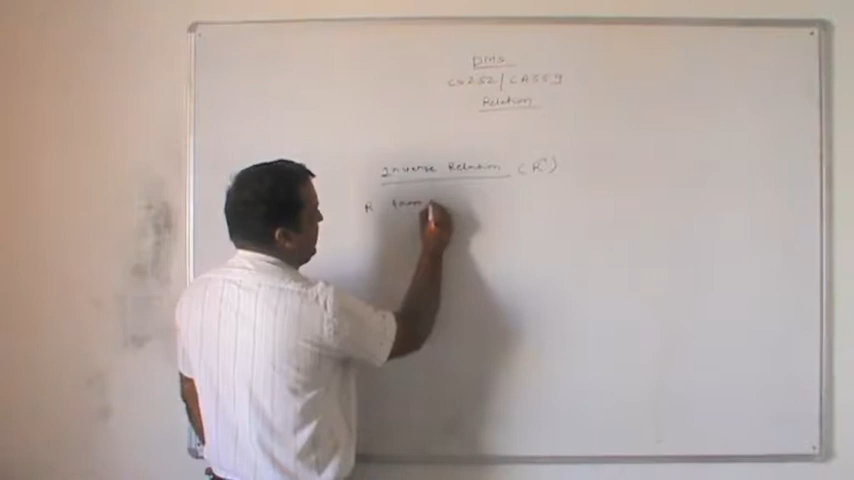 DMS
CS252/CA559
Relation
Inverse Relation (R⁻¹)
R from